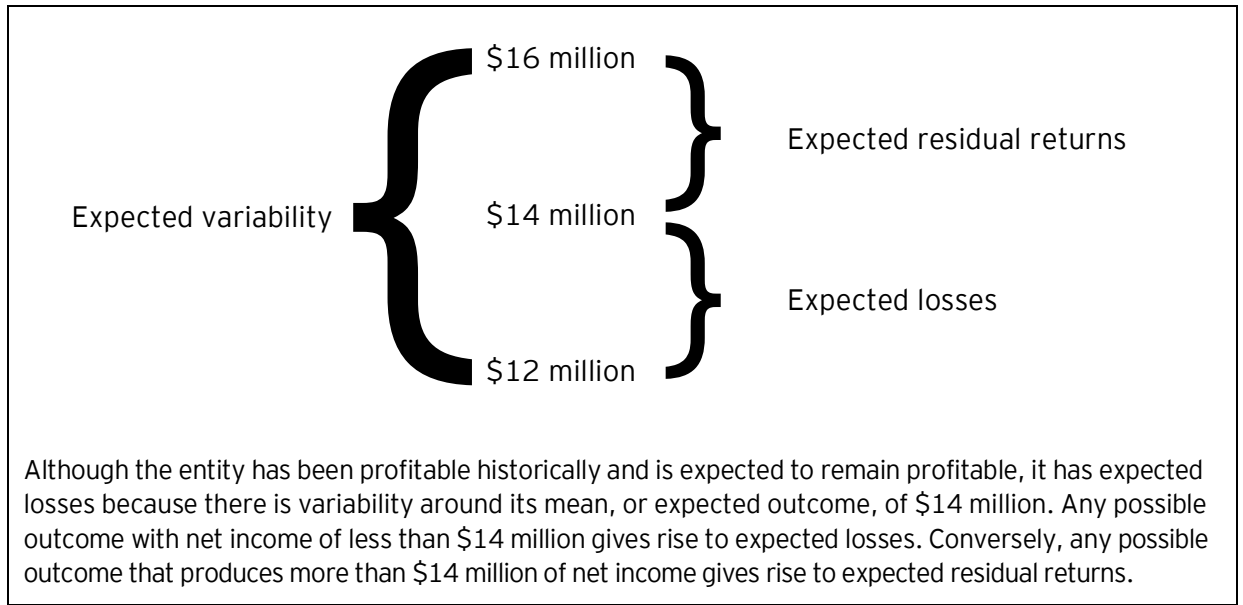 $16 million
Expected residual returns
Expected variability
$14 million
Expected losses
$12 million
Although the entity has been profitable historically and is expected to remain profitable, it has expected
losses because there is variability around its mean, or expected outcome, of $14 million. Any possible
outcome with net income of less than $14 million gives rise to expected losses. Conversely, any possible
outcome that produces more than $14 million of net income gives rise to expected residual returns.